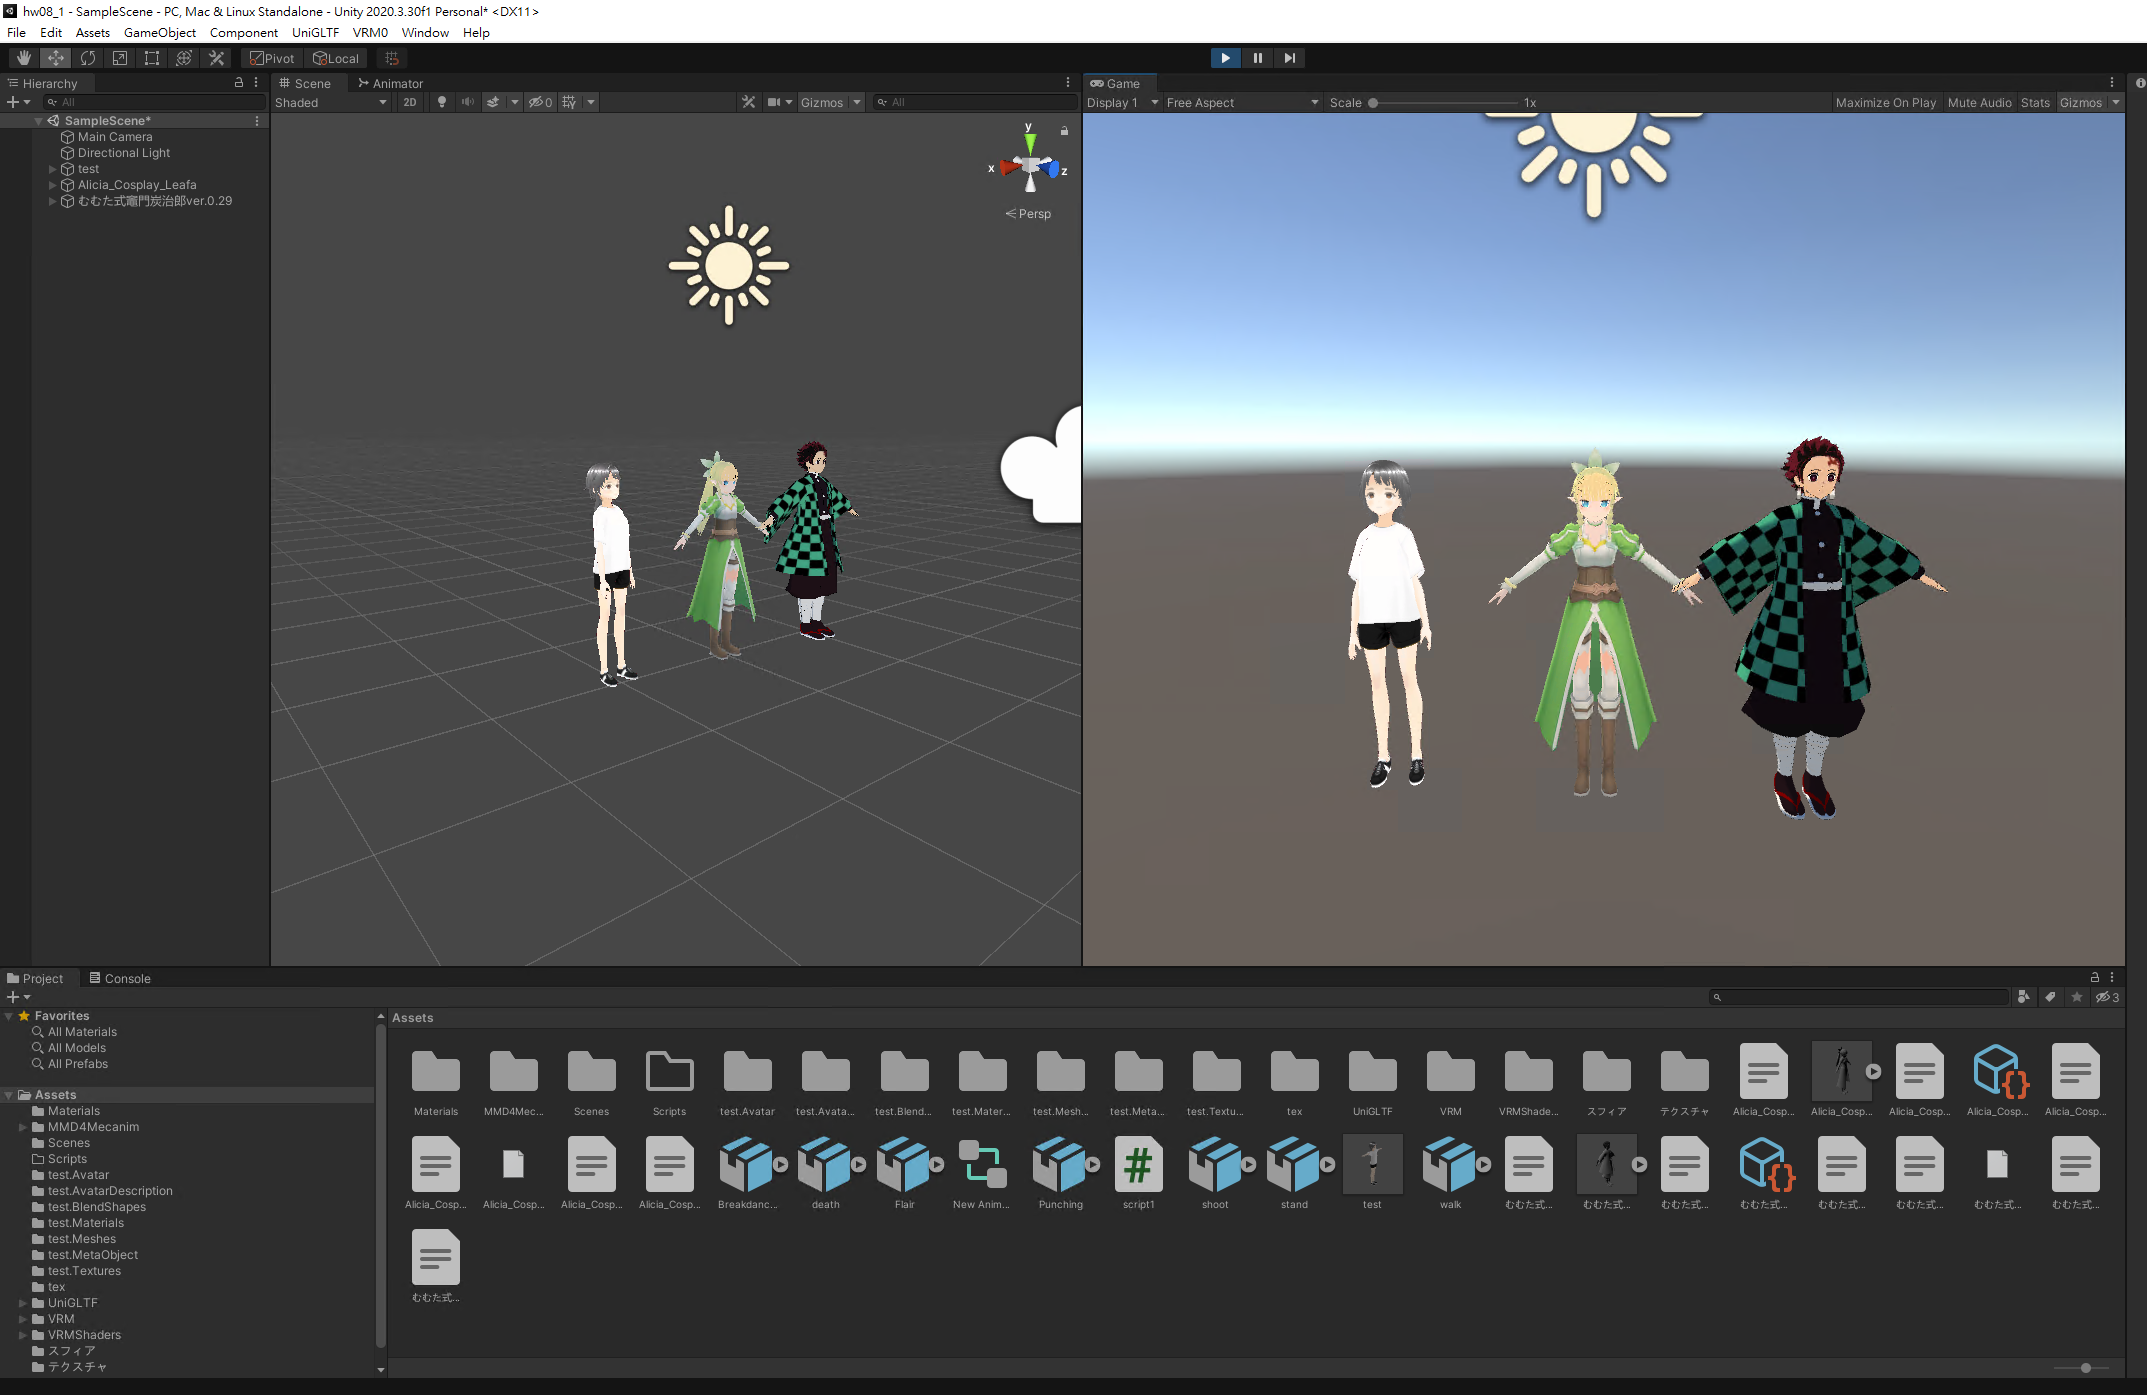 hw08_1 - SampleScene - PC, Mac & Linux Standalone - Unity 2020.3.30f1 Personal* <DX11>
File Edit Assets GameObject Component UniGLTF VRM0 Window Help
Pivot Local
Hierarchy
All
SampleScene*
Main Camera
Directional Light
test
Alicia_Cosplay_Leafa
むむた式竈門炭治郎ver.0.29
Scene Animator
Shaded 2D 0 Gizmos All
y
x
z
Persp
Game
Display 1 Free Aspect Scale 1x Maximize On Play Mute Audio Stats Gizmos
Project Console
3
Favorites
All Materials
All Models
All Prefabs
Assets
Materials
MMD4Mecanim
Scenes
Scripts
test.Avatar
test.AvatarDescription
test.BlendShapes
test.Materials
test.Meshes
test.MetaObject
test.Textures
tex
UniGLTF
VRM
VRMShaders
スフィア
テクスチャ
Assets
Materials MMD4Mec... Scenes Scripts test.Avatar test.Avata... test.Blend... test.Mater... test.Mesh... test.Meta... test.Textu... tex UniGLTF VRM VRMShade... スフィア テクスチャ Alicia_Cosp... Alicia_Cosp... Alicia_Cosp... Alicia_Cosp... Alicia_Cosp...
Alicia_Cosp... Alicia_Cosp... Alicia_Cosp... Alicia_Cosp... Breakdanc... death Flair New Anim... Punching script1 shoot stand test walk むむた式... むむた式... むむた式... むむた式... むむた式... むむた式... むむた式... むむた式...
むむた式...